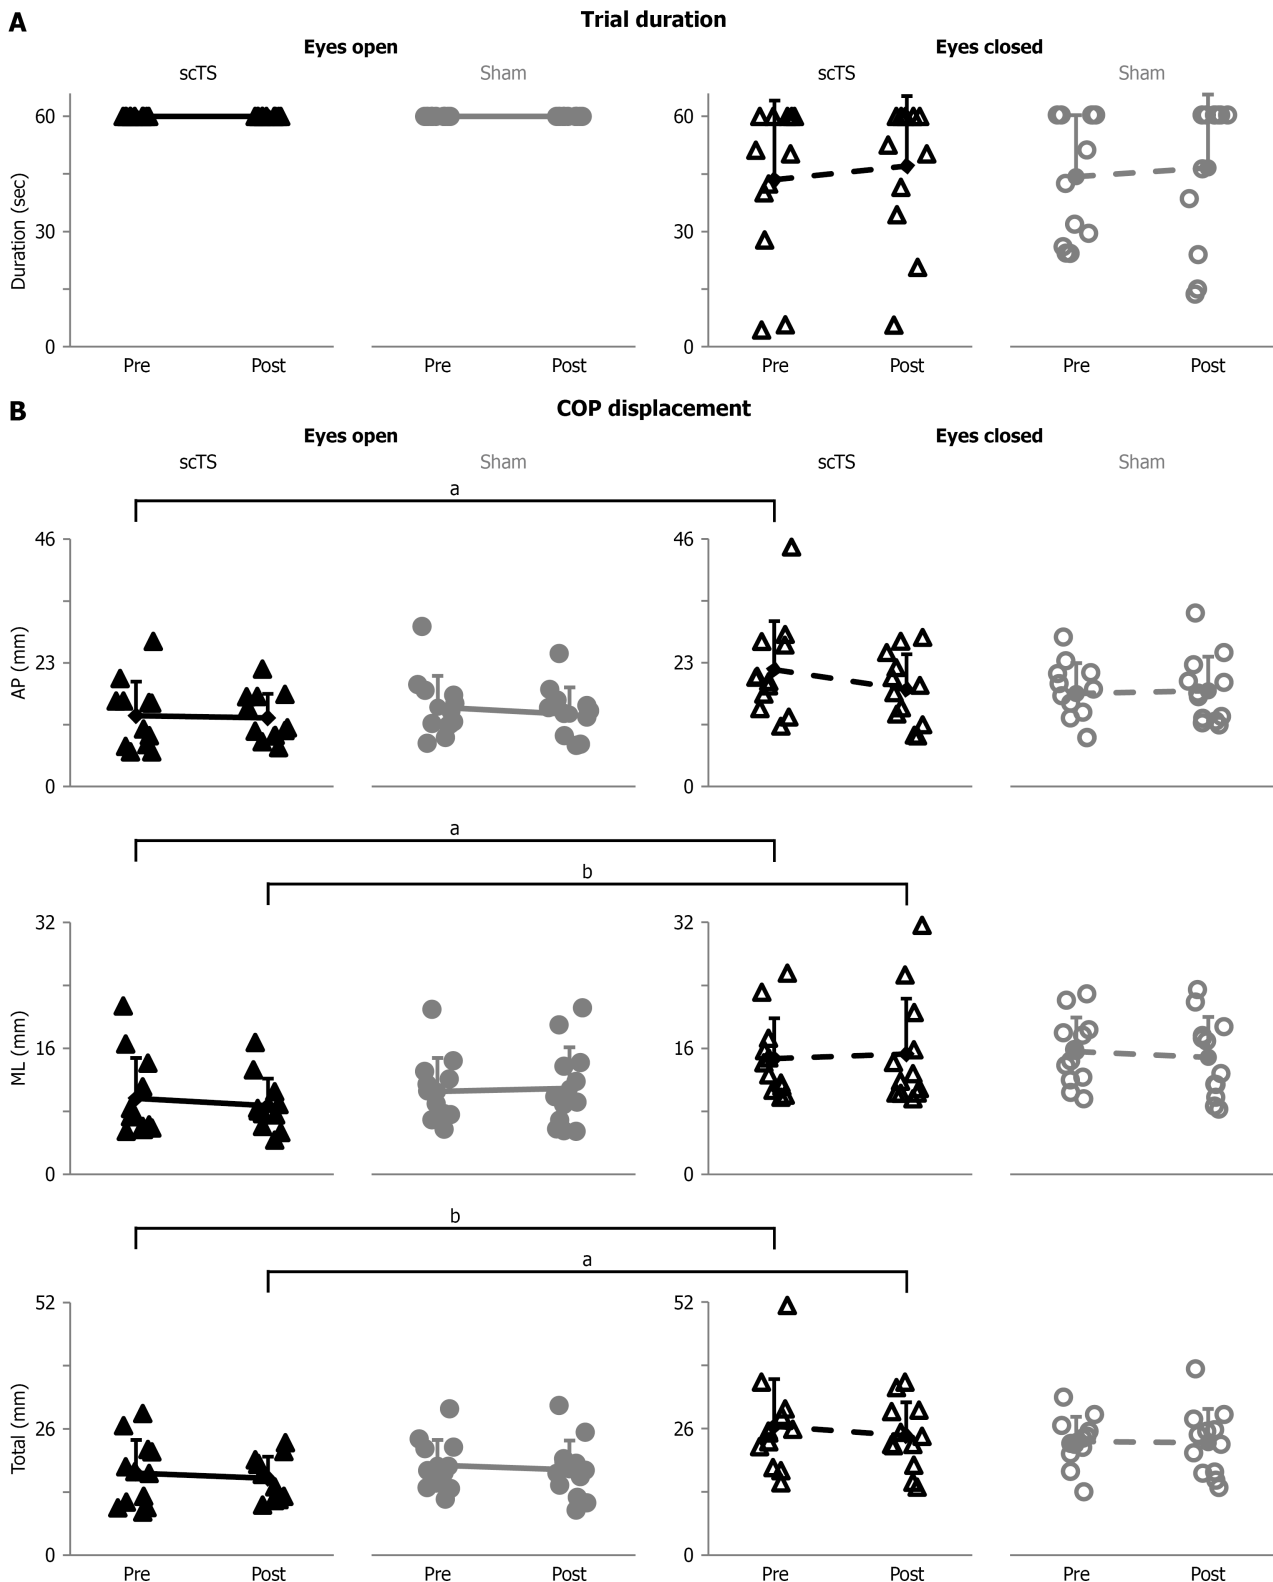 A
Trial duration
Eyes open
Eyes closed
scTS
Sham
scTS
Sham
Duration (sec)
60
30
0
60
30
0
Pre
Post
Pre
Post
Pre
Post
Pre
Post
B
COP displacement
Eyes open
Eyes closed
scTS
Sham
scTS
Sham
a
AP (mm)
46
23
0
46
23
0
a
b
ML (mm)
32
16
0
32
16
0
b
a
Total (mm)
52
26
0
52
26
0
Pre
Post
Pre
Post
Pre
Post
Pre
Post